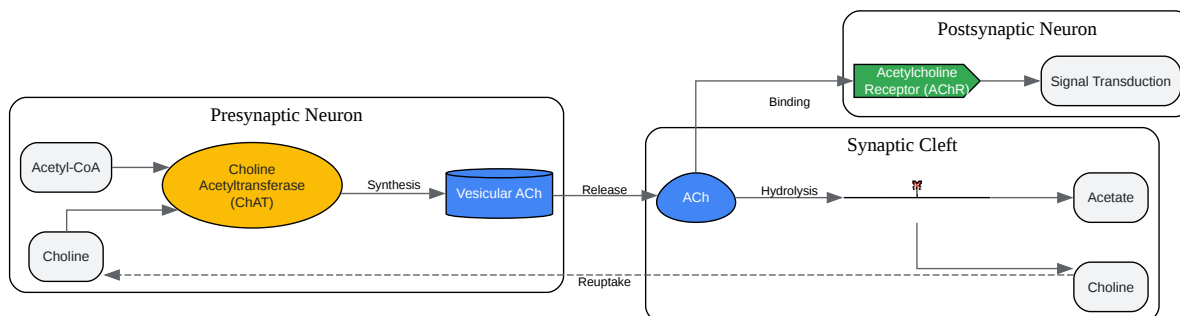 Postsynaptic Neuron
Acetylcholine
Receptor (AChR)
Signal Transduction
Binding
Presynaptic Neuron
Synaptic Cleft
Acetyl-CoA
Choline
Acetyltransferase
(ChAT)
Synthesis
Vesicular ACh
Release
ACh
Hydrolysis
Acetate
Choline
Reuptake
Choline